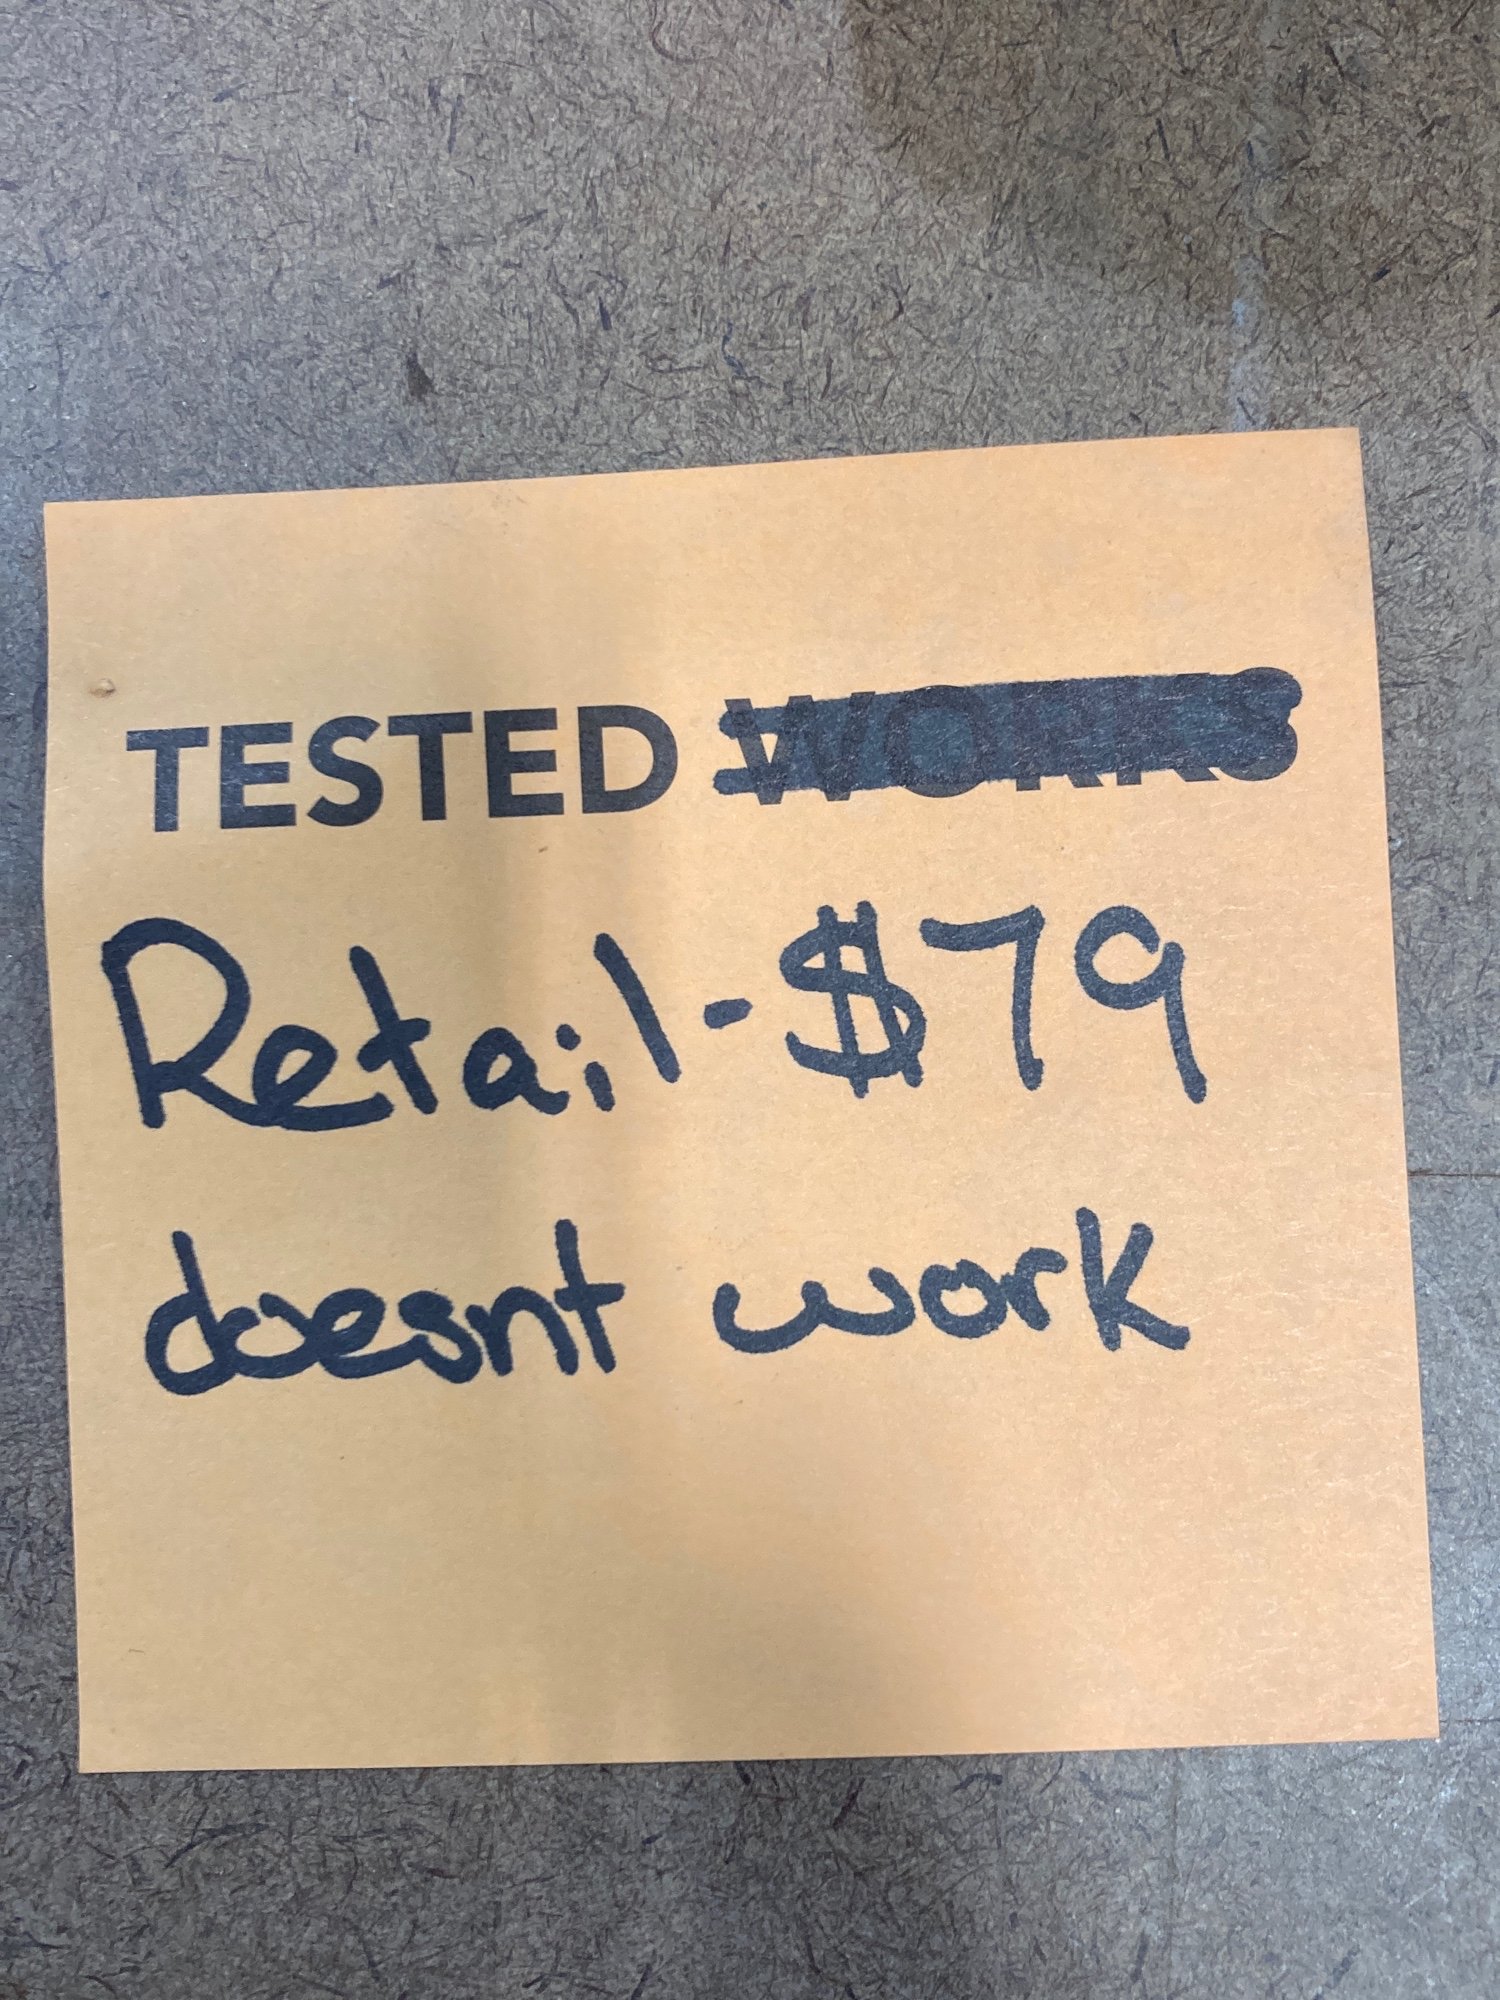 TESTED WORKS
Retail-$79
doesnt work